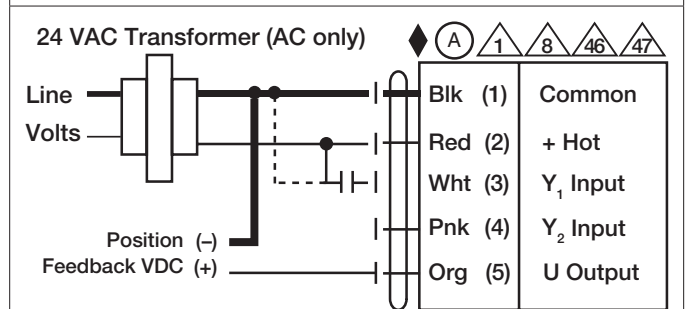 24 VAC Transformer (AC only)
A 1 8 46 47
Line
Volts
Blk (1) Common
Red (2) + Hot
Wht (3) Y₁ Input
Pnk (4) Y₂ Input
Org (5) U Output
Position (–)
Feedback VDC (+)